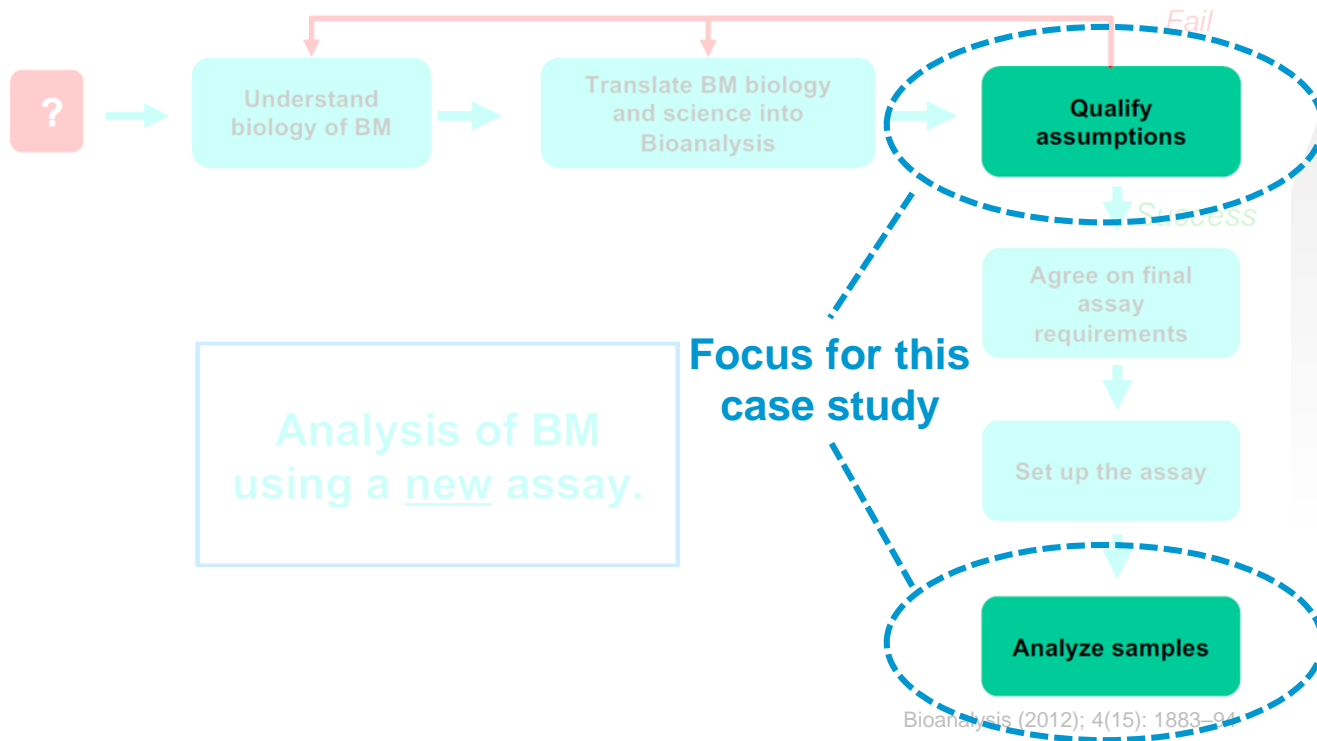 Fail
?
Understand
biology of BM
Translate BM biology
and science into
Bioanalysis
Qualify
assumptions
Success
Agree on final
assay
requirements
Focus for this
case study
Analysis of BM
using a new assay.
Set up the assay
Analyze samples
Bioanalysis (2012); 4(15): 1883–94